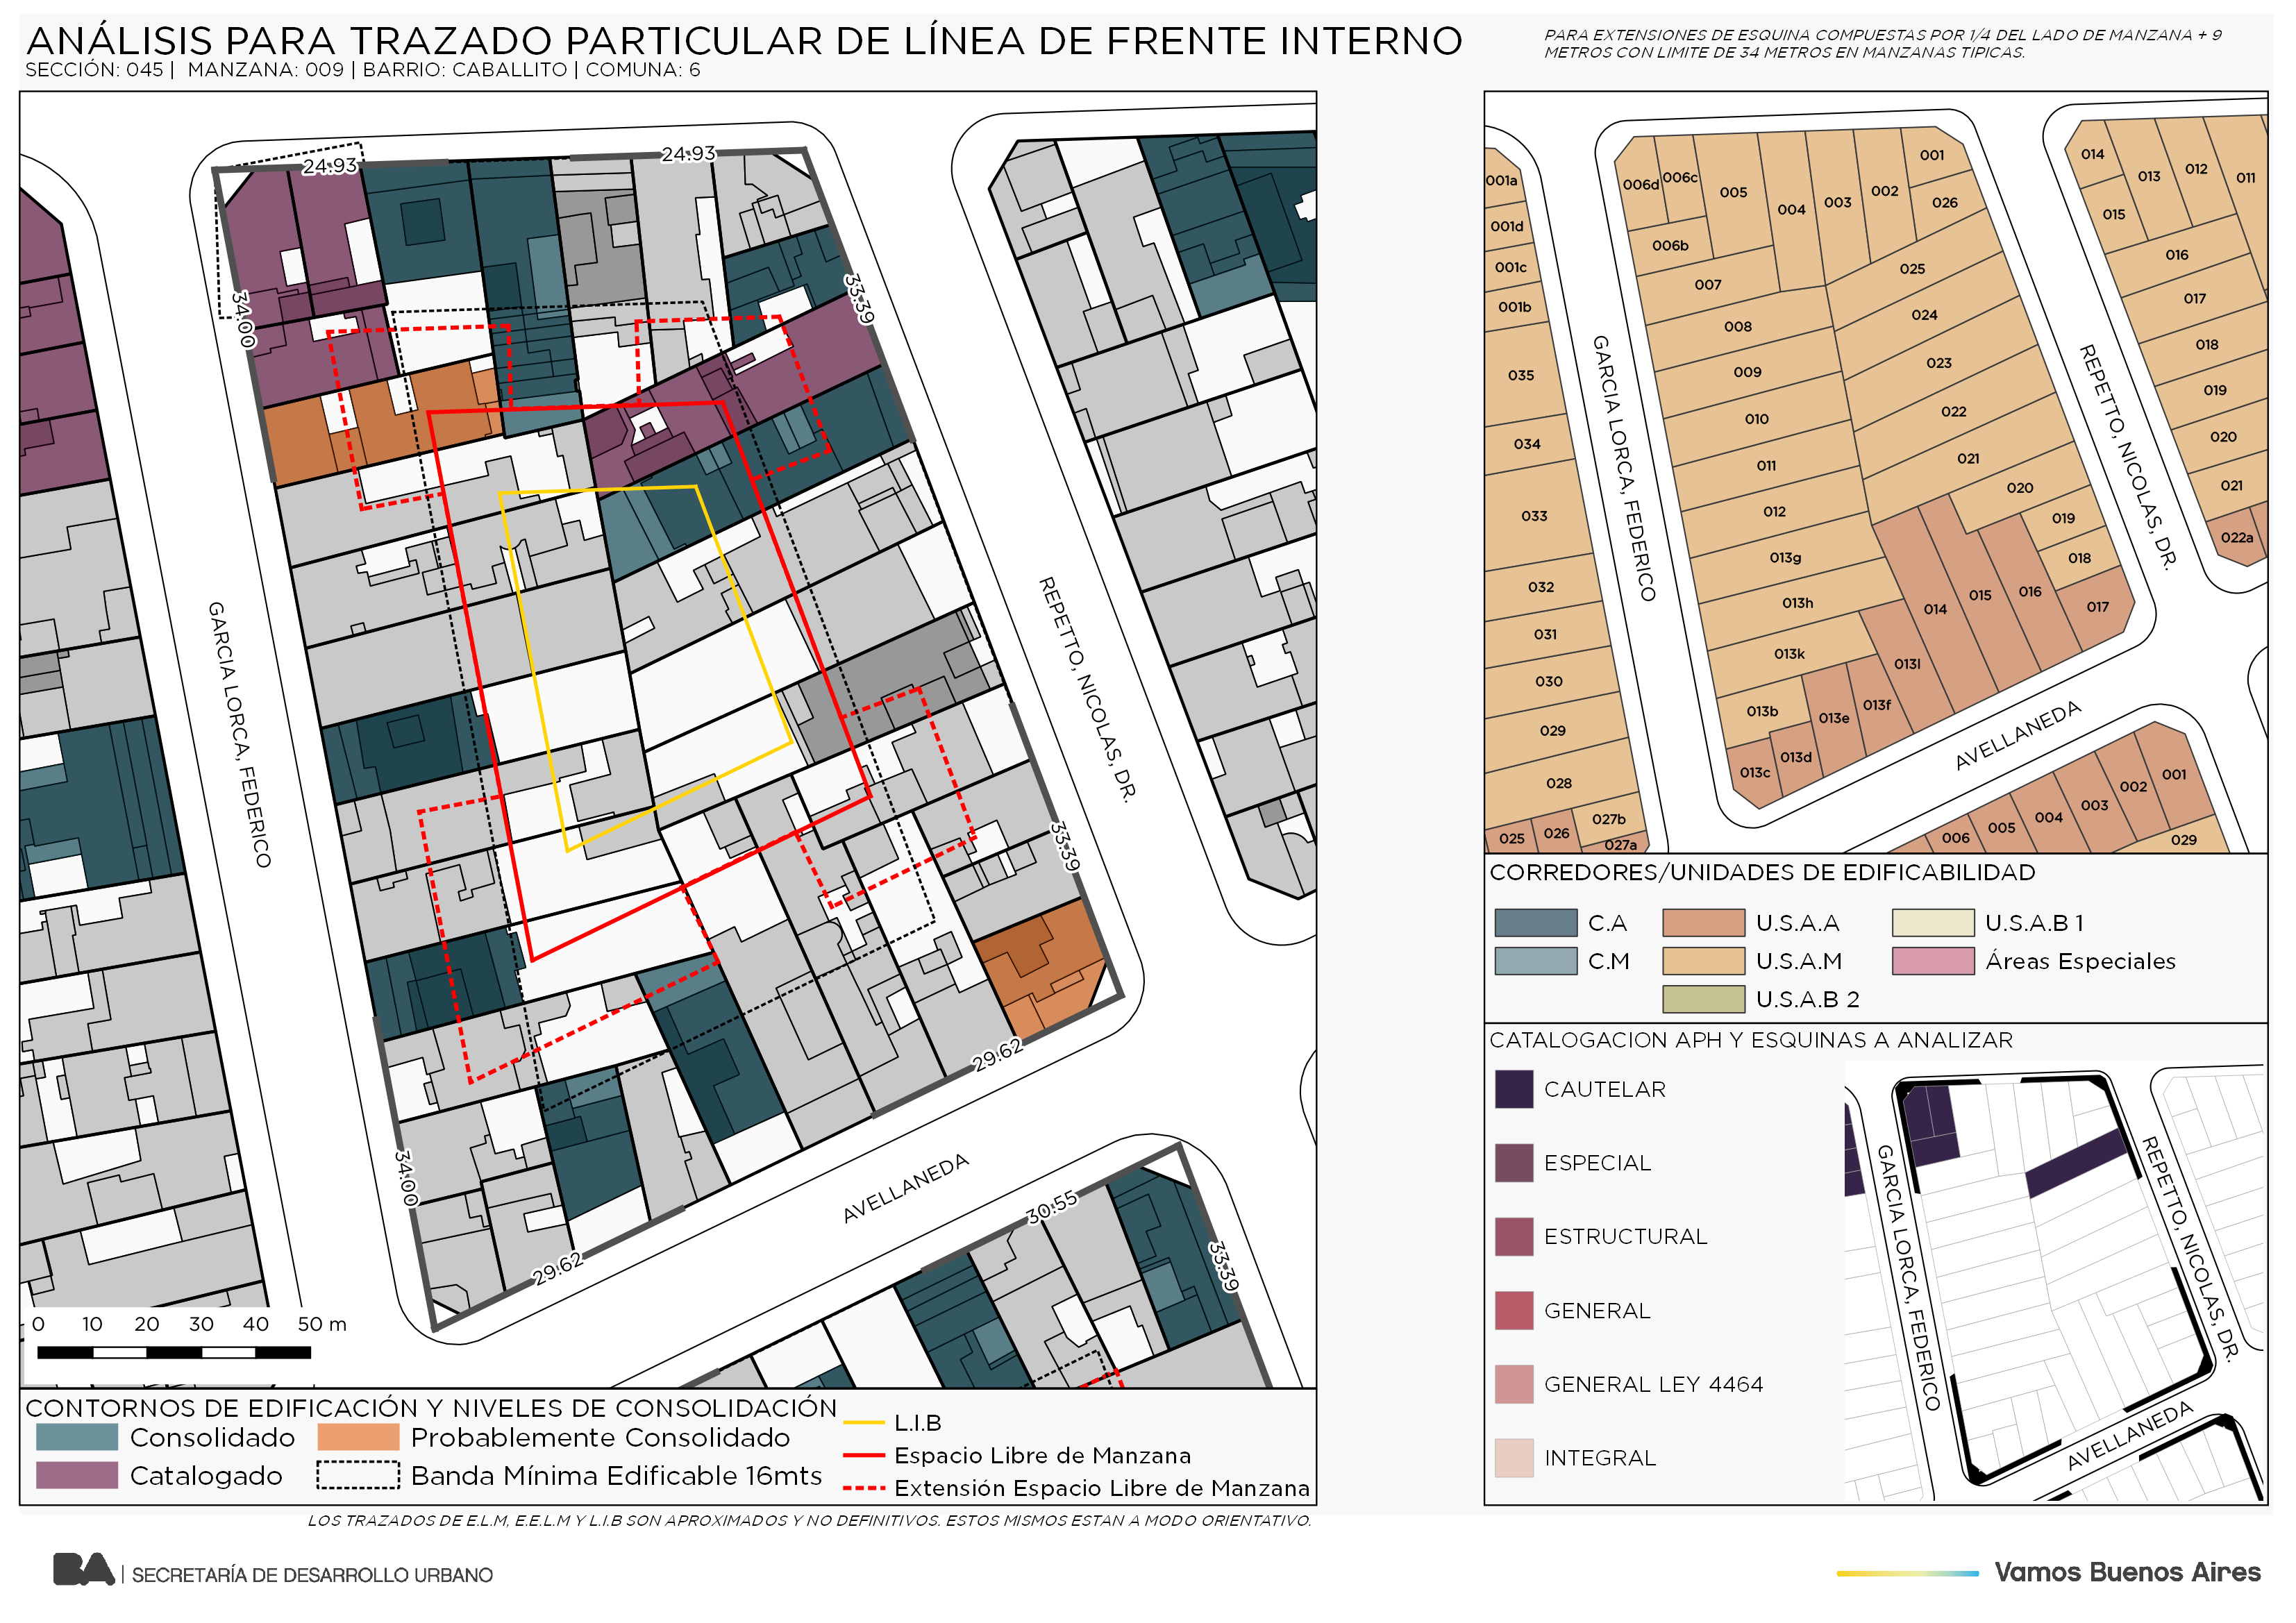 ANÁLISIS PARA TRAZADO PARTICULAR DE LÍNEA DE FRENTE INTERNO
SECCIÓN: 045 | MANZANA: 009 | BARRIO: CABALLITO | COMUNA: 6
PARA EXTENSIONES DE ESQUINA COMPUESTAS POR 1/4 DEL LADO DE MANZANA + 9
METROS CON LIMITE DE 34 METROS EN MANZANAS TIPICAS.
24.93
24.93
34.00
33.39
GARCIA LORCA, FEDERICO
REPETTO, NICOLAS, DR.
33.39
29.62
34.00
AVELLANEDA
29.62
30.55
33.39
0 10 20 30 40 50 m
CONTORNOS DE EDIFICACIÓN Y NIVELES DE CONSOLIDACIÓN
Consolidado
Probablemente Consolidado
Catalogado
Banda Mínima Edificable 16mts
L.I.B
Espacio Libre de Manzana
Extensión Espacio Libre de Manzana
LOS TRAZADOS DE E.L.M, E.E.L.M Y L.I.B SON APROXIMADOS Y NO DEFINITIVOS. ESTOS MISMOS ESTAN A MODO ORIENTATIVO.
001a
001d
001c
001b
035
034
033
032
031
030
029
028
027b
025
026
027a
006d
006c
005
004
003
002
001
026
006b
007
025
008
024
009
023
010
022
011
021
012
020
013g
019
018
013h
014
015
016
017
013k
013l
013b
013e
013f
013d
013c
014
013
012
011
015
016
017
018
019
020
021
022a
GARCIA LORCA, FEDERICO
REPETTO, NICOLAS, DR.
AVELLANEDA
006
005
004
003
002
001
029
CORREDORES/UNIDADES DE EDIFICABILIDAD
C.A
U.S.A.A
U.S.A.B 1
C.M
U.S.A.M
Áreas Especiales
U.S.A.B 2
CATALOGACION APH Y ESQUINAS A ANALIZAR
CAUTELAR
ESPECIAL
ESTRUCTURAL
GENERAL
GENERAL LEY 4464
INTEGRAL
GARCIA LORCA, FEDERICO
REPETTO, NICOLAS, DR.
AVELLANEDA
BA | SECRETARÍA DE DESARROLLO URBANO
Vamos Buenos Aires